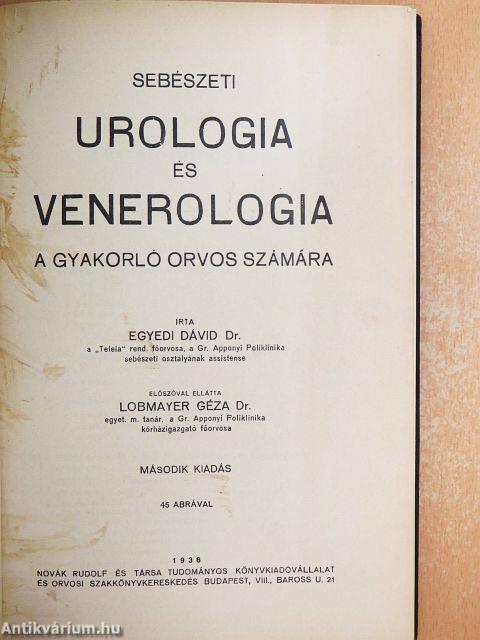 SEBÉSZETI
UROLOGIA
ÉS
VENEROLOGIA
A GYAKORLÓ ORVOS SZÁMÁRA
IRTA
EGYEDI DÁVID Dr.
a „Teleia" rend. főorvosa, a Gr. Apponyi Poliklinika
sebészeti osztályának assistense
ELŐSZÓVAL ELLÁTTA
LOBMAYER GÉZA Dr.
egyet. m. tanár, a Gr. Apponyi Poliklinika
kórházigazgató főorvosa
MÁSODIK KIADÁS
45 ABRÁVAL
1936
NOVÁK RUDOLF ÉS TÁRSA TUDOMÁNYOS KÖNYVKIADÓVÁLLALAT
ÉS ORVOSI SZAKKÖNYVKERESKEDÉS BUDAPEST, VIII., BAROSS U. 21
Antikvárium.hu